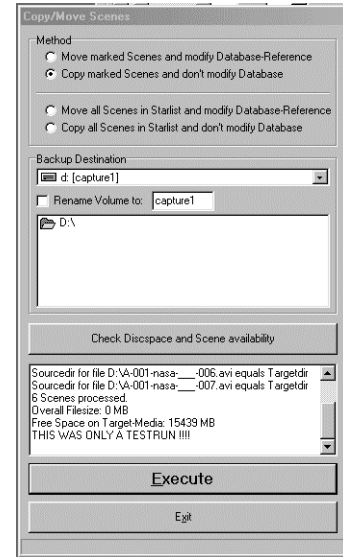 Copy/Move Scenes
Method
Move marked Scenes and modify Database-Reference
Copy marked Scenes and don't modify Database
Move all Scenes in Starlist and modify Database-Reference
Copy all Scenes in Starlist and don't modify Database
Backup Destination
d: [capture1]
Rename Volume to: capture1
D:\
Check Discspace and Scene availability
Sourcedir for file D:\A-001-nasa-___-006.avi equals Targetdir
Sourcedir for file D:\A-001-nasa-___-007.avi equals Targetdir
6 Scenes processed.
Overall Filesize: 0 MB
Free Space on Target-Media: 15439 MB
THIS WAS ONLY A TESTRUN !!!!
Execute
Exit